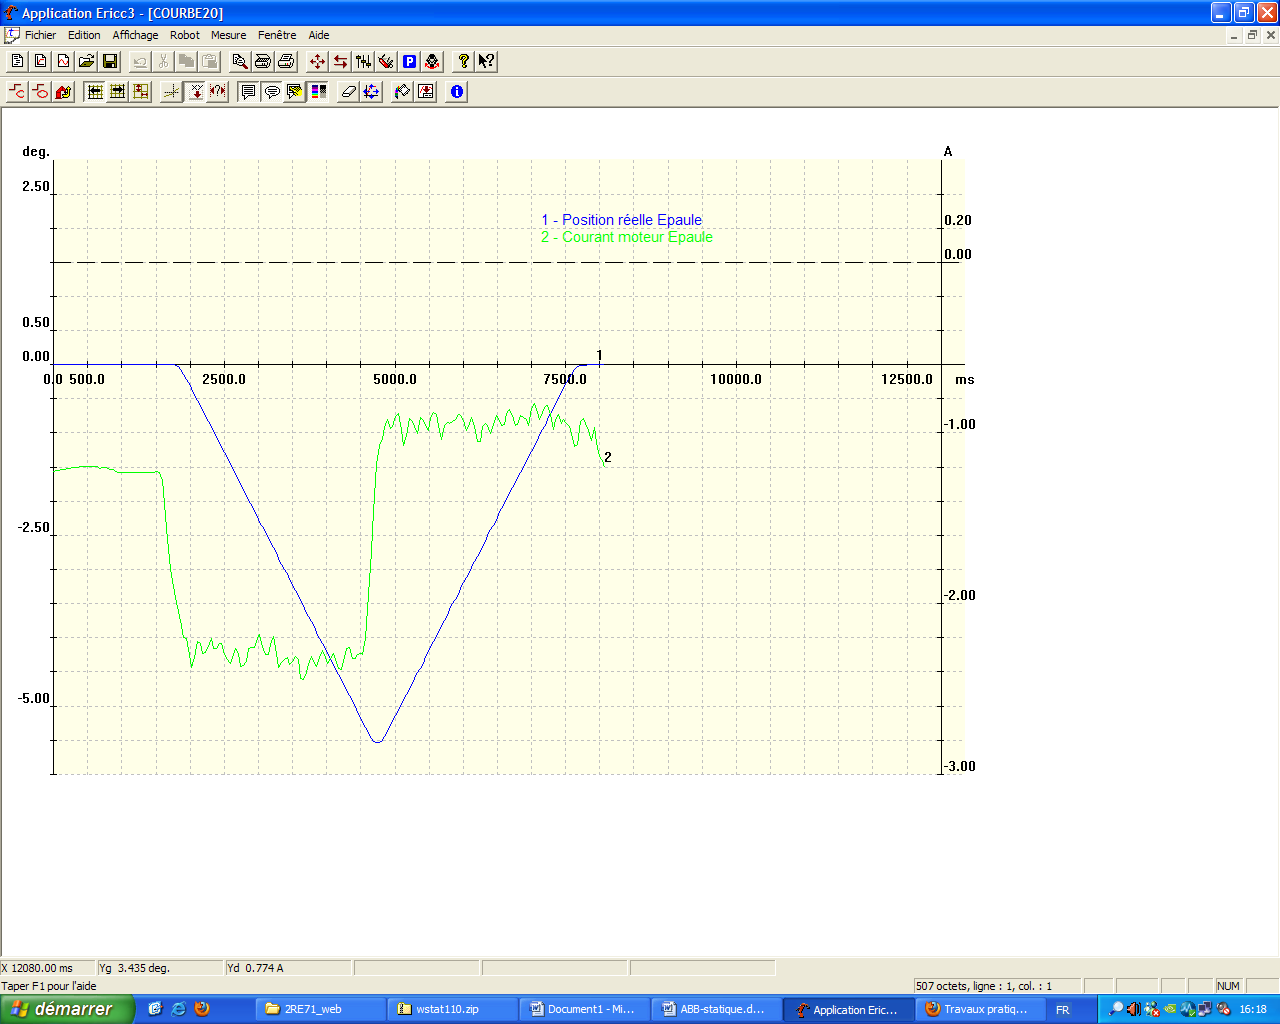 Application Ericc3 - [COURBE20]
Fichier Edition Affichage Robot Mesure Fenêtre Aide
deg. A
2.50
1 - Position réelle Epaule 0.20
2 - Courant moteur Epaule
0.00
0.50
0.00 1
0.0 500.0 2500.0 5000.0 7500.0 10000.0 12500.0 ms
-1.00
2
-2.50
-2.00
-5.00
-3.00
X 12080.00 ms Yg 3.435 deg. Yd 0.774 A
Taper F1 pour l'aide 507 octets, ligne : 1, col. : 1 NUM
démarrer 2RE71_web wstat110.zip Document1 - Mi... ABB-statique.d... Application Eric... Travaux pratiq... FR 16:18